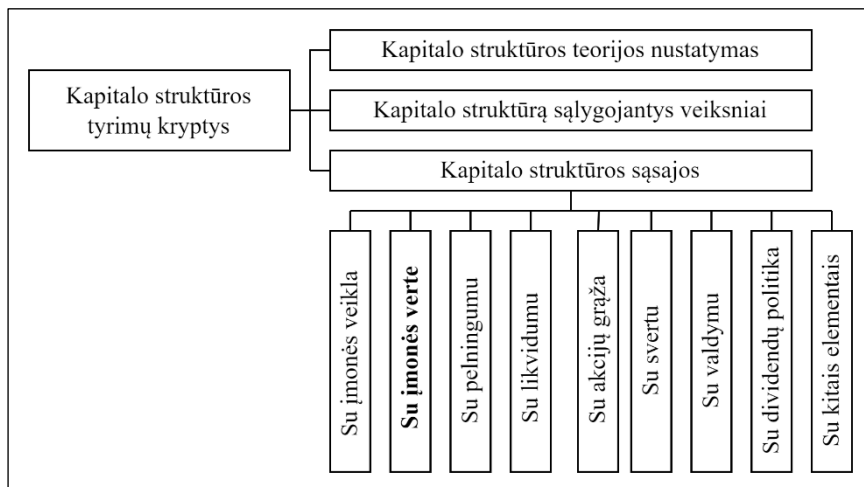 Kapitalo struktūros
tyrimų kryptys
Kapitalo struktūros teorijos nustatymas
Kapitalo struktūrą sąlygojantys veiksniai
Kapitalo struktūros sąsajos
Su įmonės veikla
Su įmonės verte
Su pelningumu
Su likvidumu
Su akcijų grąža
Su svertu
Su valdymu
Su dividendų politika
Su kitais elementais